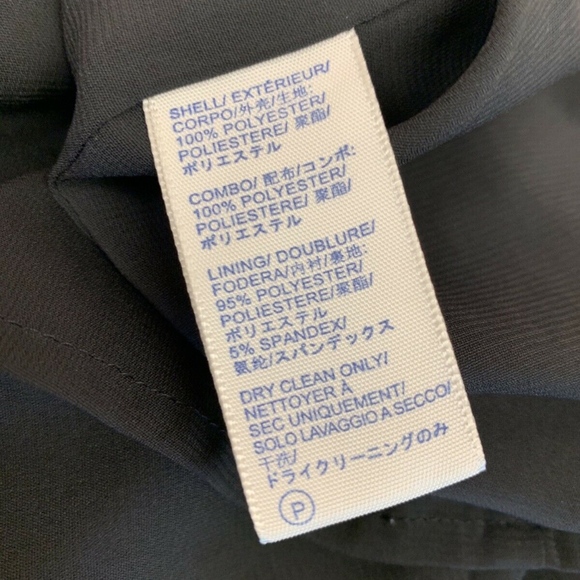 SHELL/ EXTÉRIEUR/
CORPO/外壳/生地:
100% POLYESTER/
POLIESTERE/ 聚酯/
ポリエステル
COMBO/ 配布/コンボ:
100% POLYESTER/
POLIESTERE/ 聚酯/
ポリエステル
LINING/ DOUBLURE/
FODERA/内衬/裏地:
95% POLYESTER/
POLIESTERE/聚酯/
ポリエステル
5% SPANDEX/
氨纶/スパンデックス
DRY CLEAN ONLY/
NETTOYER À
SEC UNIQUEMENT/
SOLO LAVAGGIO A SECCO/
干洗/
ドライクリーニングのみ
P